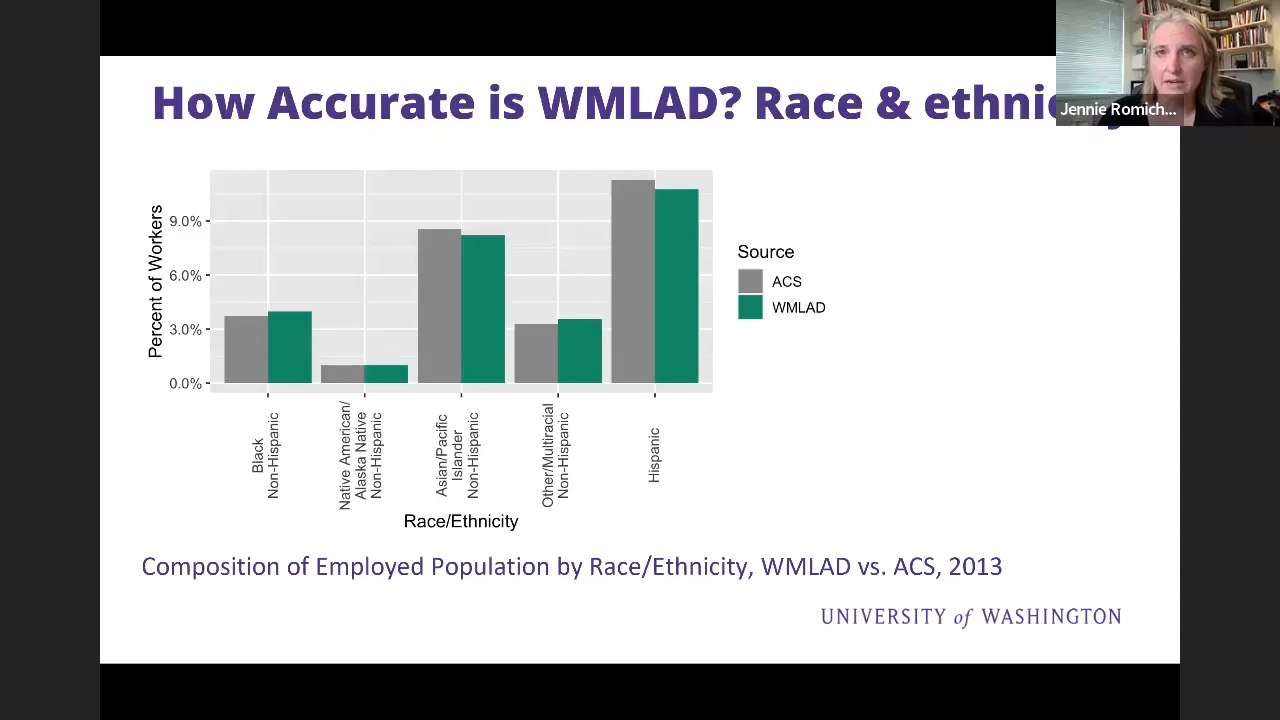 How Accurate is WMLAD? Race &
Jennie Romich...
Percent of Workers
9.0%
6.0%
3.0%
0.0%
Source
ACS
WMLAD
Black
Non-Hispanic
Native American/
Alaska Native
Non-Hispanic
Asian/Pacific
Islander
Non-Hispanic
Other/Multiracial
Non-Hispanic
Hispanic
Race/Ethnicity
Composition of Employed Population by Race/Ethnicity, WMLAD vs. ACS, 2013
UNIVERSITY of WASHINGTON